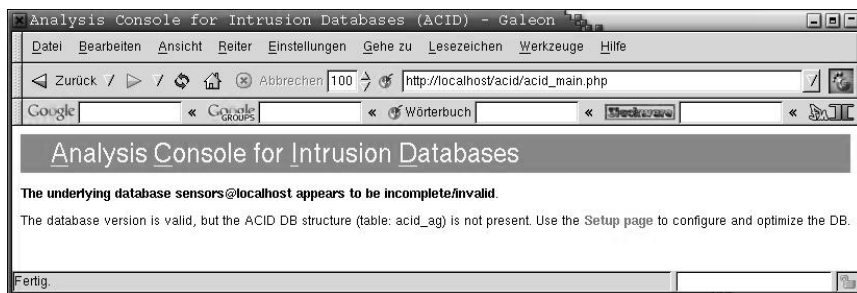 Analysis Console for Intrusion Databases (ACID) - Galeon
Datei Bearbeiten Ansicht Reiter Einstellungen Gehe zu Lesezeichen Werkzeuge Hilfe
Zurück Abbrechen 100 http://localhost/acid/acid_main.php
Google « Google GROUPS « Wörterbuch « «
Analysis Console for Intrusion Databases
The underlying database sensors@localhost appears to be incomplete/invalid.
The database version is valid, but the ACID DB structure (table: acid_ag) is not present. Use the Setup page to configure and optimize the DB.
Fertig.